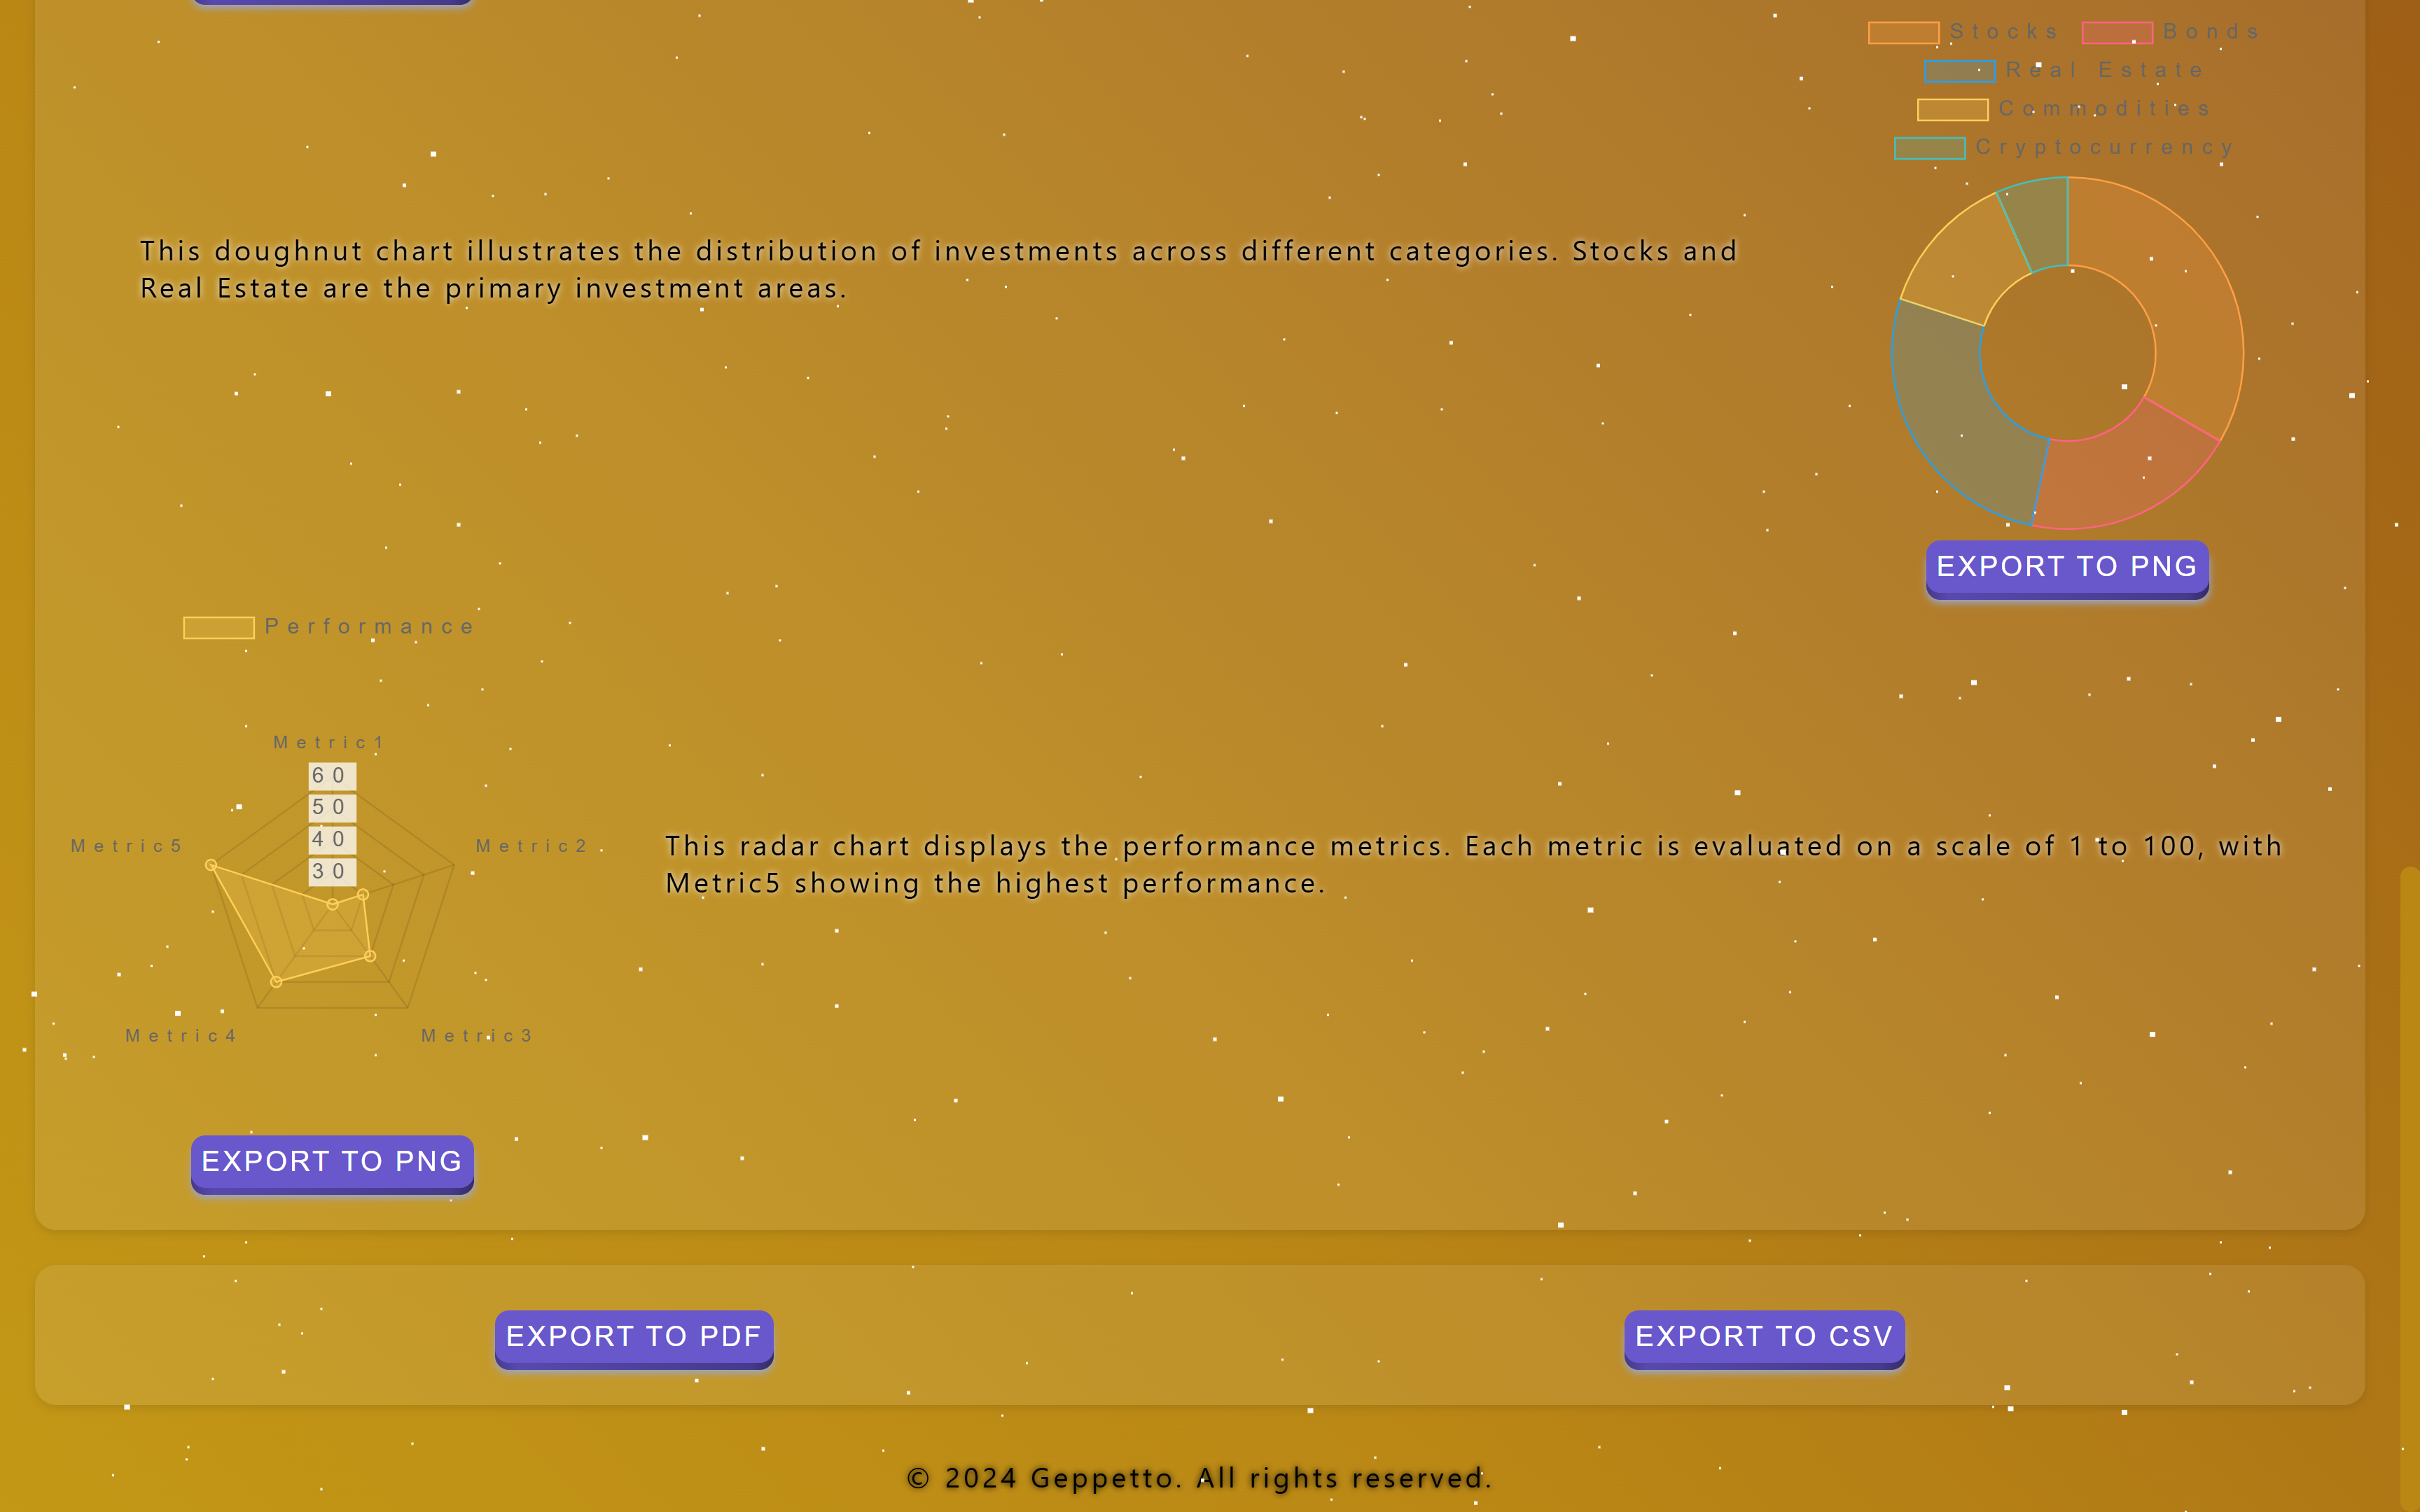 Stocks Bonds
Real Estate
Commodities
Cryptocurrency
This doughnut chart illustrates the distribution of investments across different categories. Stocks and
Real Estate are the primary investment areas.
EXPORT TO PNG
Performance
Metric1
60
50
40
30
Metric5
Metric2
Metric4
Metric3
This radar chart displays the performance metrics. Each metric is evaluated on a scale of 1 to 100, with
Metric5 showing the highest performance.
EXPORT TO PNG
EXPORT TO PDF
EXPORT TO CSV
© 2024 Geppetto. All rights reserved.